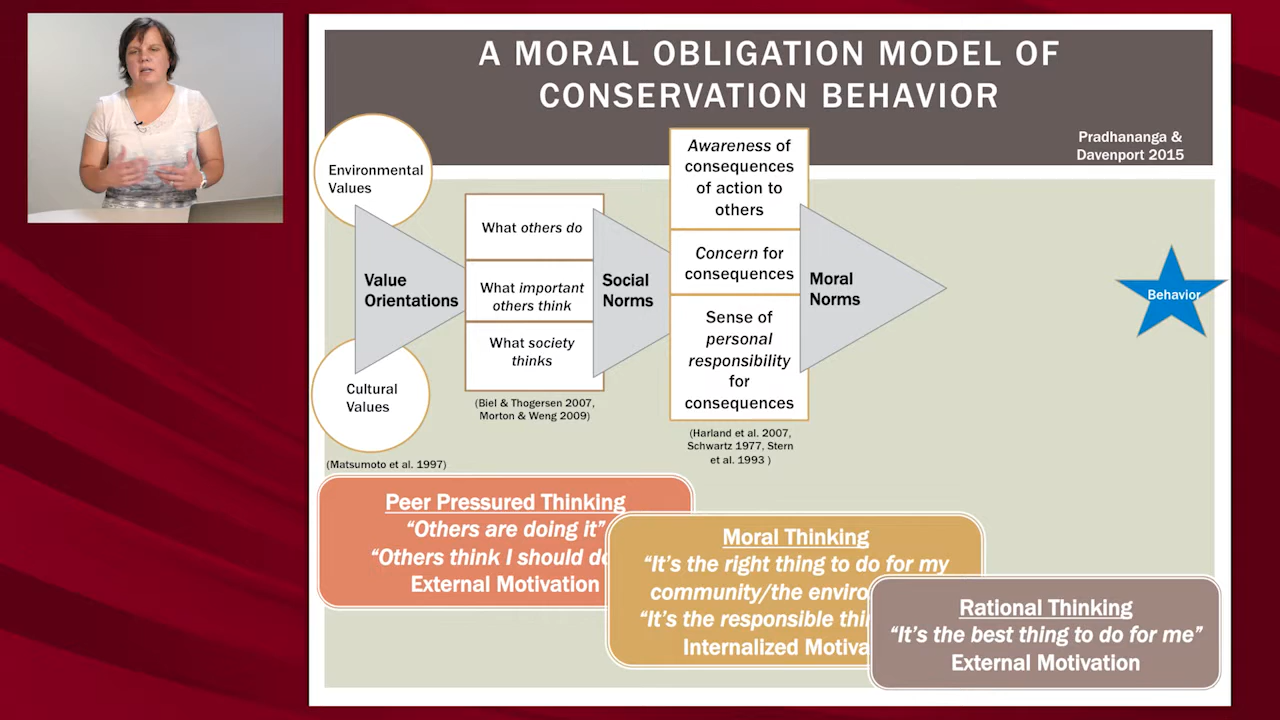 A MORAL OBLIGATION MODEL OF
CONSERVATION BEHAVIOR
Pradhananga &
Davenport 2015
Environmental
Values
Value
Orientations
Cultural
Values
(Matsumoto et al. 1997)
What others do
What important
others think
What society
thinks
(Biel & Thogersen 2007,
Morton & Weng 2009)
Social
Norms
Awareness of
consequences
of action to
others
Concern for
consequences
Sense of
personal
responsibility
for
consequences
(Harland et al. 2007,
Schwartz 1977, Stern
et al. 1993 )
Moral
Norms
Behavior
Peer Pressured Thinking
“Others are doing it”
“Others think I should
External Motivation
Moral Thinking
“It’s the right thing to do for my
community/the
“It’s the responsible
Internalized
Rational Thinking
“It’s the best thing to do for me”
External Motivation